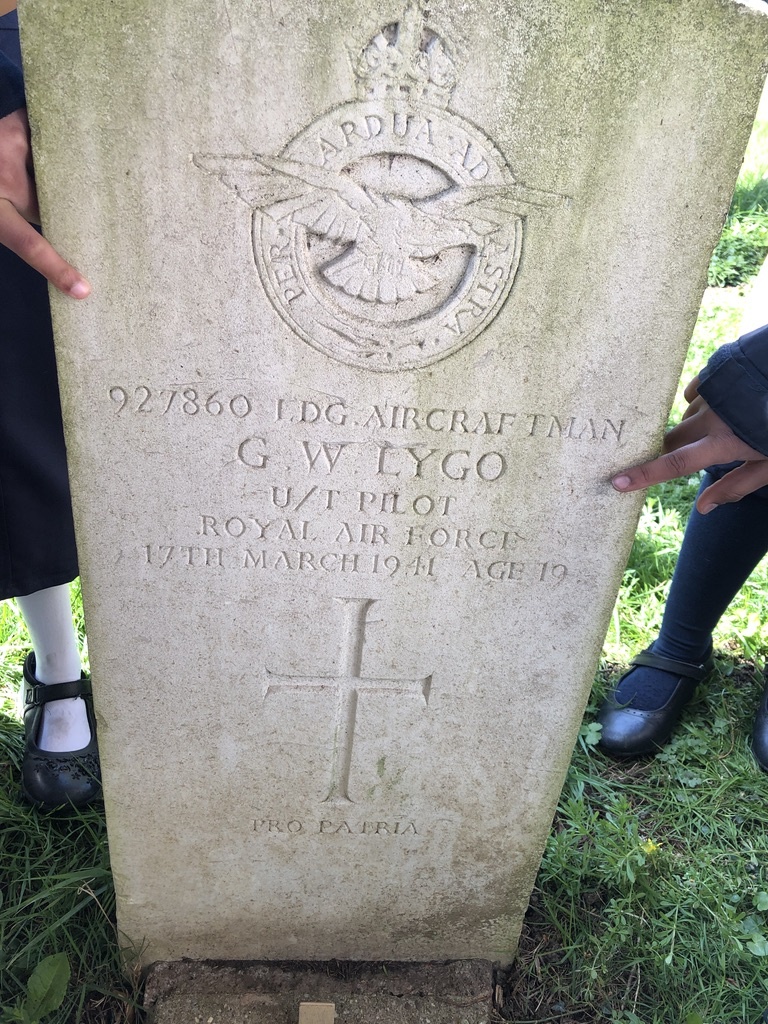 PER · ARDUA · AD · ASTRA ·
927860 LDG. AIRCRAFTMAN
G. W. LYGO
U/T PILOT
ROYAL AIR FORCE
17TH MARCH 1941 AGE 19
PRO PATRIA